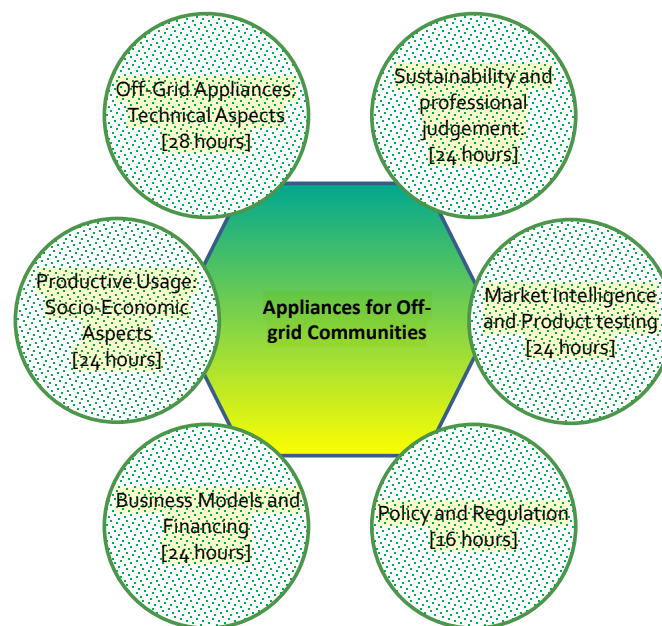 Off-Grid Appliances:
Technical Aspects
[28 hours]
Sustainability and
professional
judgement:
[24 hours]
Productive Usage:
Socio-Economic
Aspects
[24 hours]
Appliances for Off-
grid Communities
Market Intelligence
and Product testing
[24 hours]
Business Models and
Financing
[24 hours]
Policy and Regulation
[16 hours]